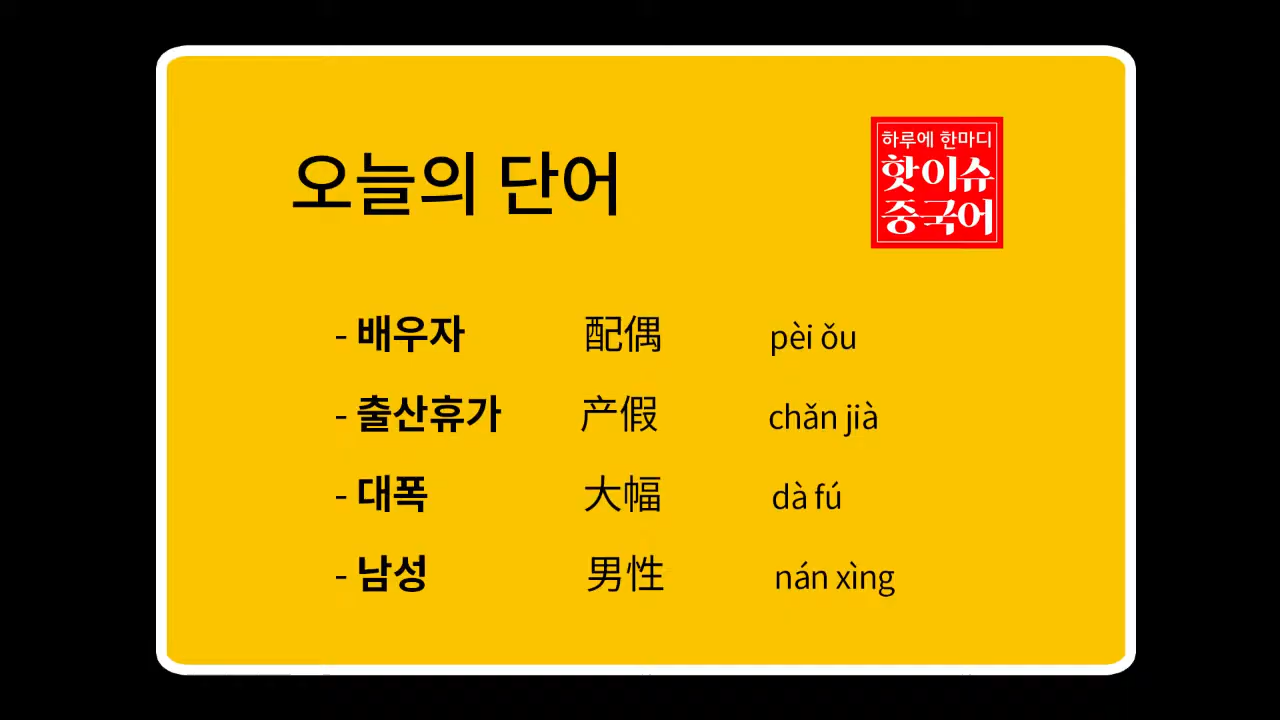 오늘의 단어
하루에 한마디
핫이슈
중국어
- 배우자 配偶 pèi ǒu
- 출산휴가 产假 chǎn jià
- 대폭 大幅 dà fú
- 남성 男性 nán xìng